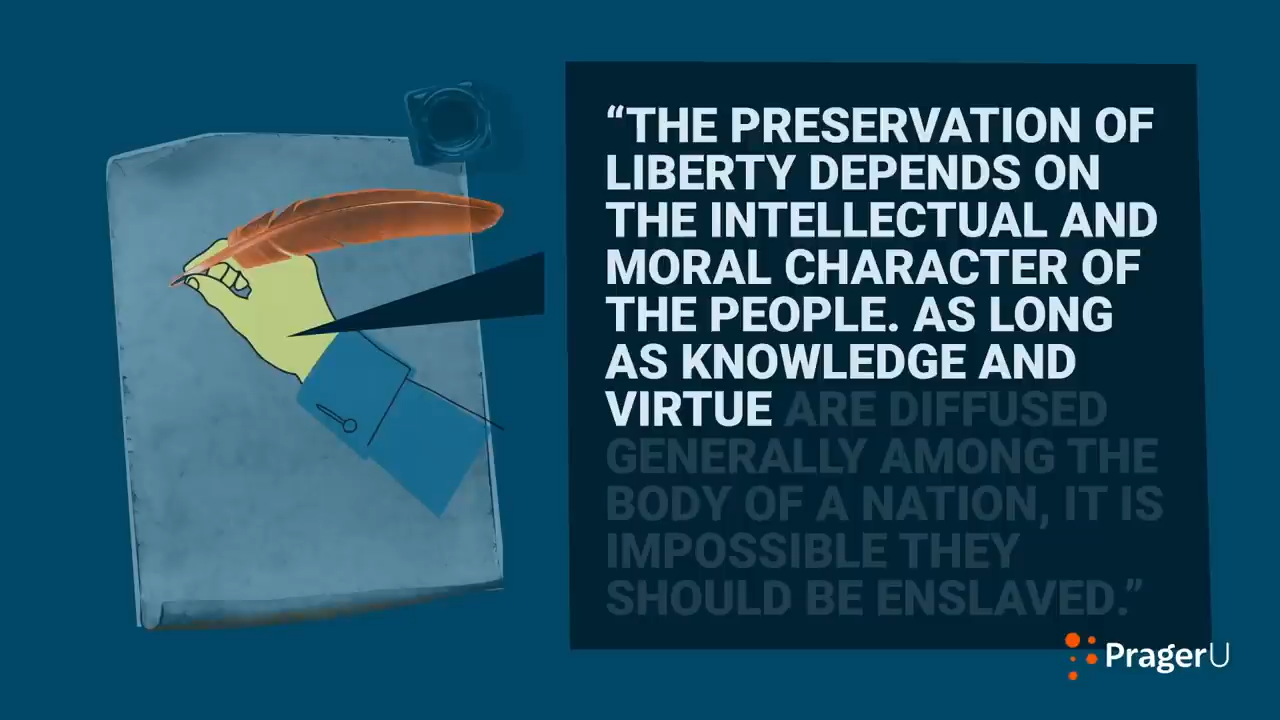 “THE PRESERVATION OF
LIBERTY DEPENDS ON
THE INTELLECTUAL AND
MORAL CHARACTER OF
THE PEOPLE. AS LONG
AS KNOWLEDGE AND
VIRTUE ARE DIFFUSED
GENERALLY AMONG THE
BODY OF A NATION, IT IS
IMPOSSIBLE THEY
SHOULD BE ENSLAVED.”
PragerU